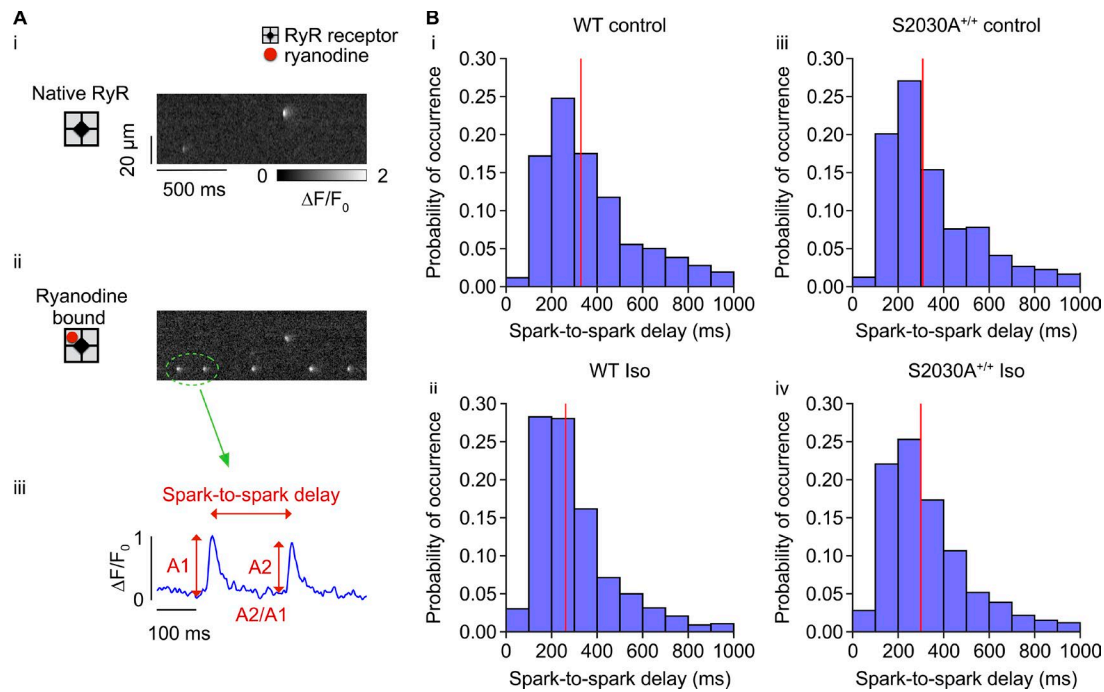 A
i
RyR receptor
ryanodine
Native RyR
20 µm
500 ms
0
2
ΔF/F0
ii
Ryanodine
bound
iii
Spark-to-spark delay
ΔF/F0
1
0
A1
A2
A2/A1
100 ms
B
WT control
i
Probability of occurrence
0.30
0.25
0.20
0.15
0.10
0.05
0.00
0 200 400 600 800 1000
Spark-to-spark delay (ms)
S2030A+/+ control
iii
Probability of occurrence
0.30
0.25
0.20
0.15
0.10
0.05
0.00
0 200 400 600 800 1000
Spark-to-spark delay (ms)
WT Iso
ii
Probability of occurrence
0.30
0.25
0.20
0.15
0.10
0.05
0.00
0 200 400 600 800 1000
Spark-to-spark delay (ms)
S2030A+/+ Iso
iv
Probability of occurrence
0.30
0.25
0.20
0.15
0.10
0.05
0.00
0 200 400 600 800 1000
Spark-to-spark delay (ms)